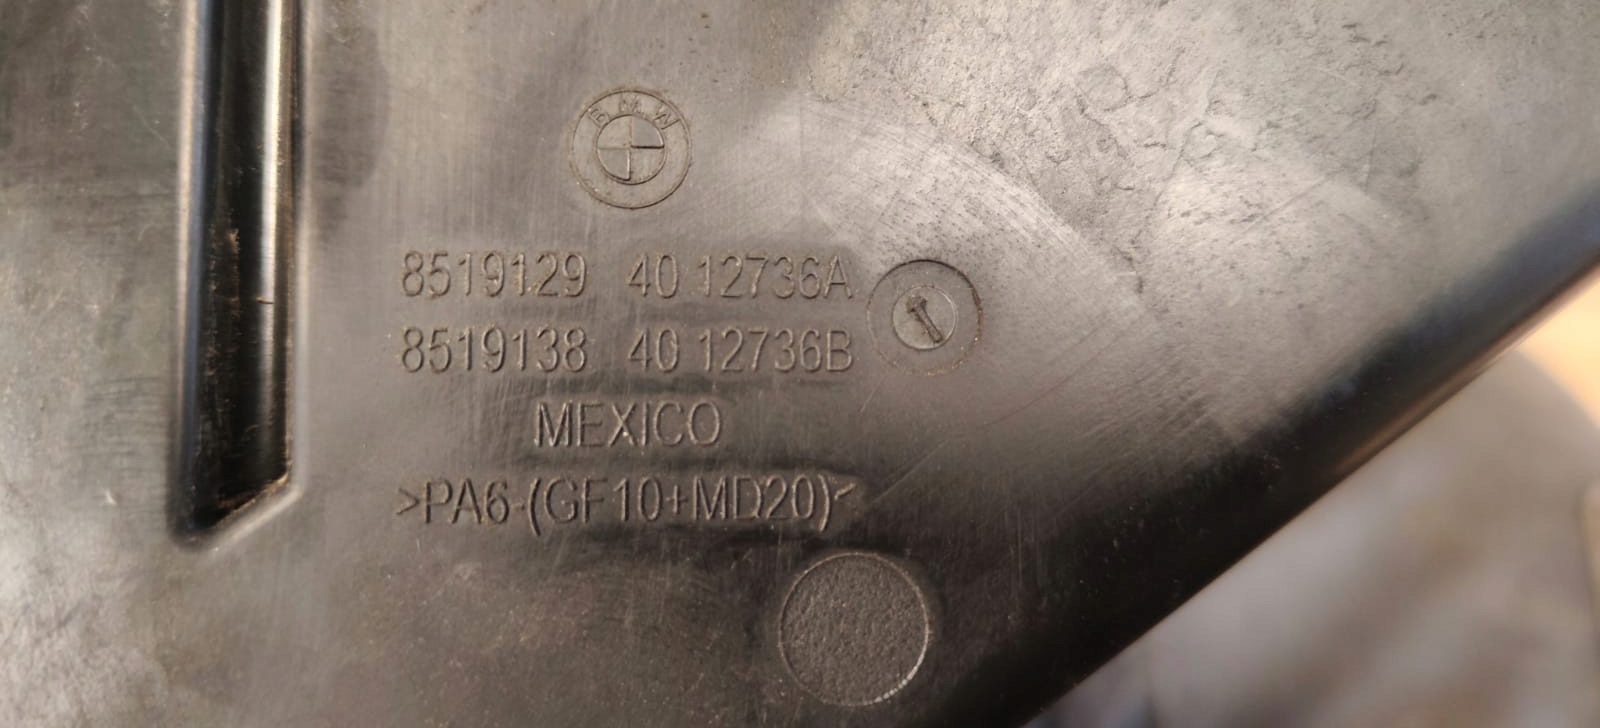 BMW
8519129 40 12736A
8519138 40 12736B
MEXICO
>PA6-(GF10+MD20)<